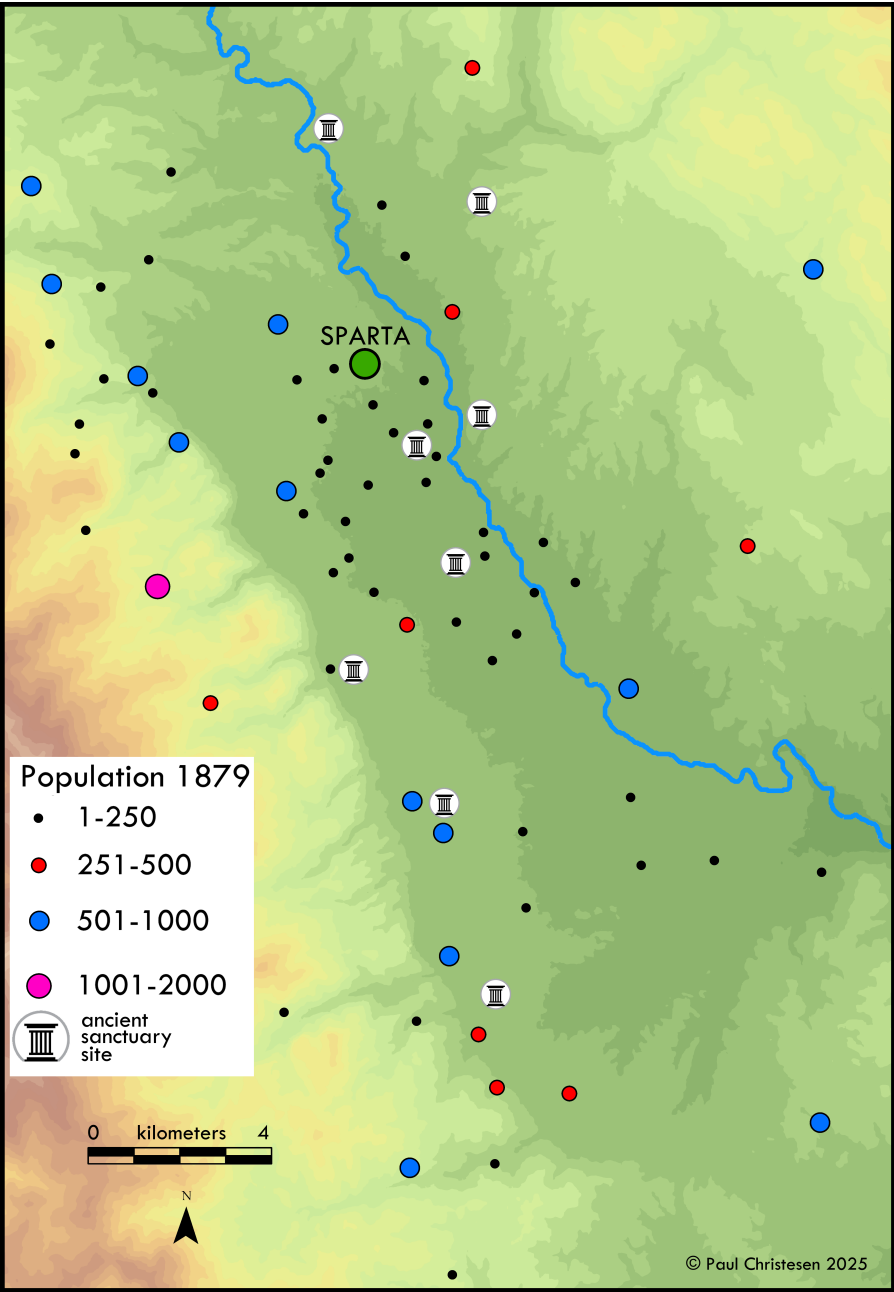 SPARTA
Population 1879
1-250
251-500
501-1000
1001-2000
ancient
sanctuary
site
0 kilometers 4
N
© Paul Christesen 2025